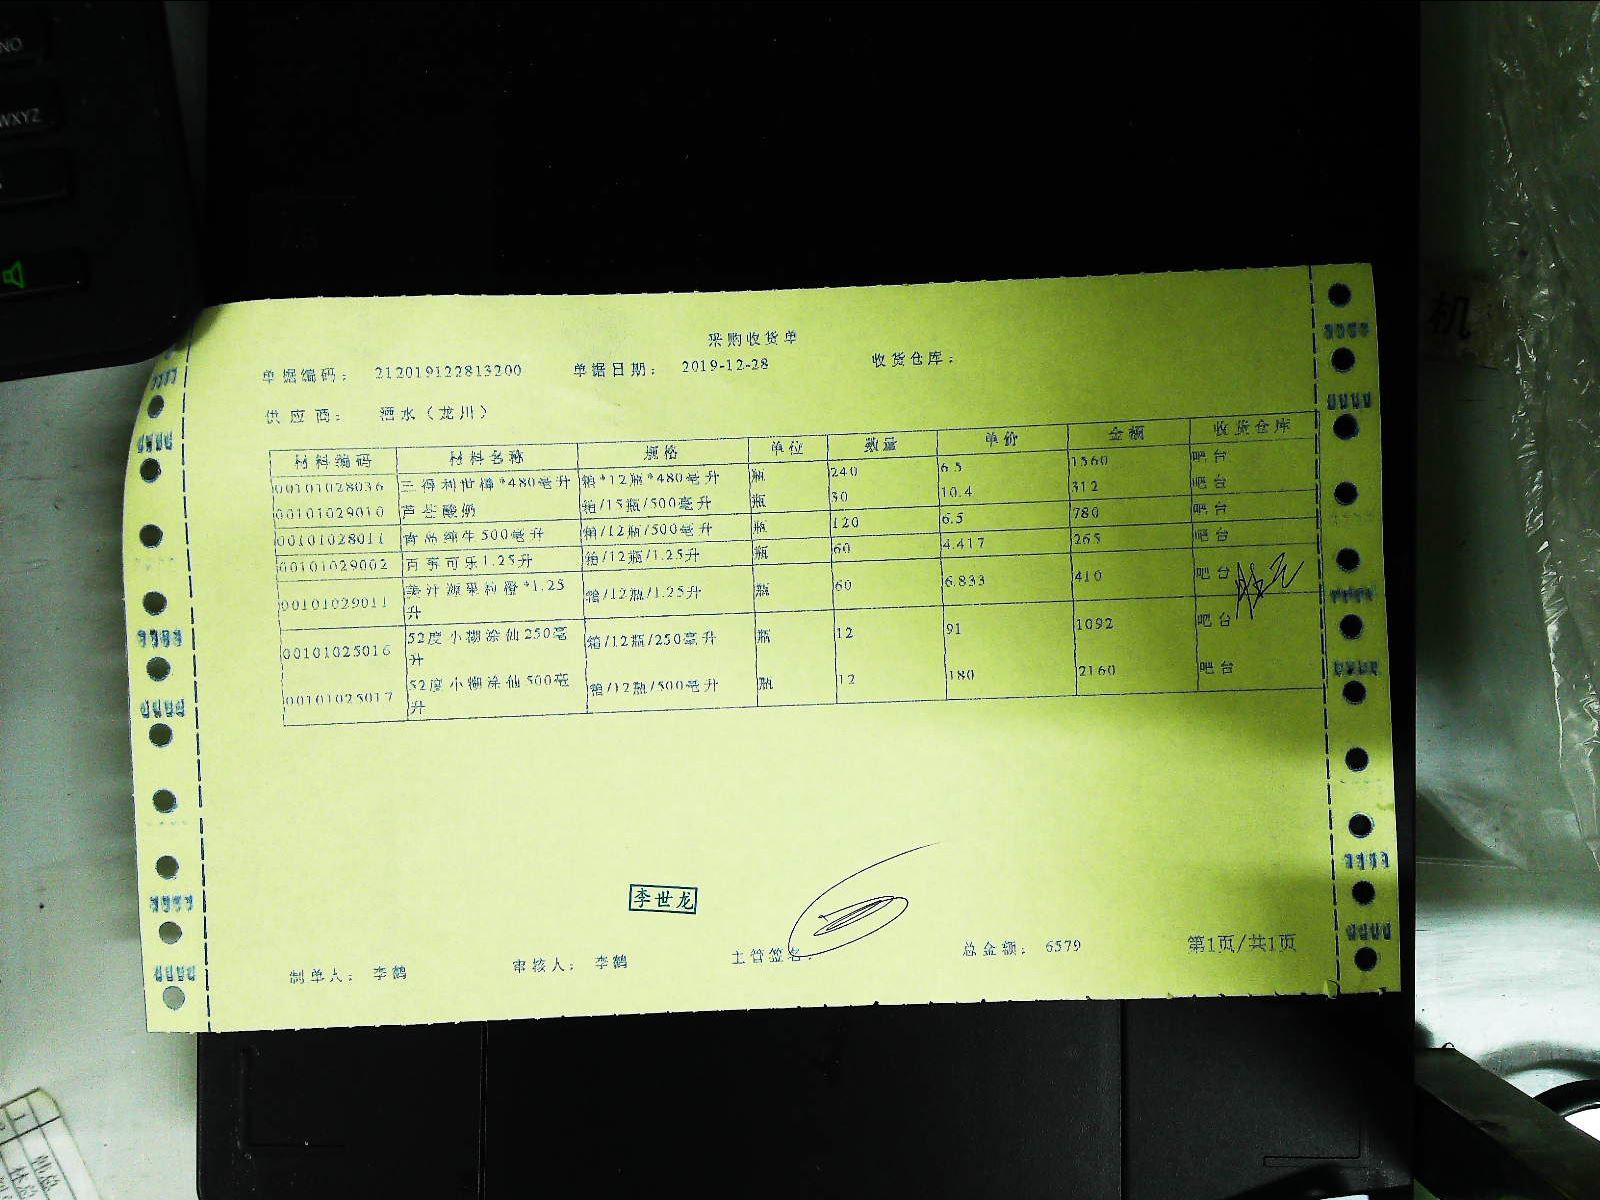 采购收货单
单据编码： 212019122813200 单据日期： 2019-12-28 收货仓库：
供应商： 酒水（龙川）
材料编码 材料名称 规格 单位 数量 单价 金额 收货仓库
00101028036 三得利世樽*480毫升 箱*12瓶*480毫升 瓶 240 6.5 1560 吧台
00101029010 芦荟酸奶 箱/15瓶/500毫升 瓶 30 10.4 312 吧台
00101028011 青岛纯生500毫升 箱/12瓶/500毫升 瓶 120 6.5 780 吧台
00101029002 百事可乐1.25升 箱/12瓶/1.25升 瓶 60 4.417 265 吧台
00101029011 美汁源果粒橙*1.25升 箱/12瓶/1.25升 瓶 60 6.833 410 吧台
00101025016 52度小糊涂仙250毫升 箱/12瓶/250毫升 瓶 12 91 1092 吧台
00101025017 52度小糊涂仙500毫升 箱/12瓶/500毫升 瓶 12 180 2160 吧台
李世龙
制单人： 李鹤 审核人： 李鹤 主管签名： 总金额： 6579 第1页/共1页
机
WXYZ